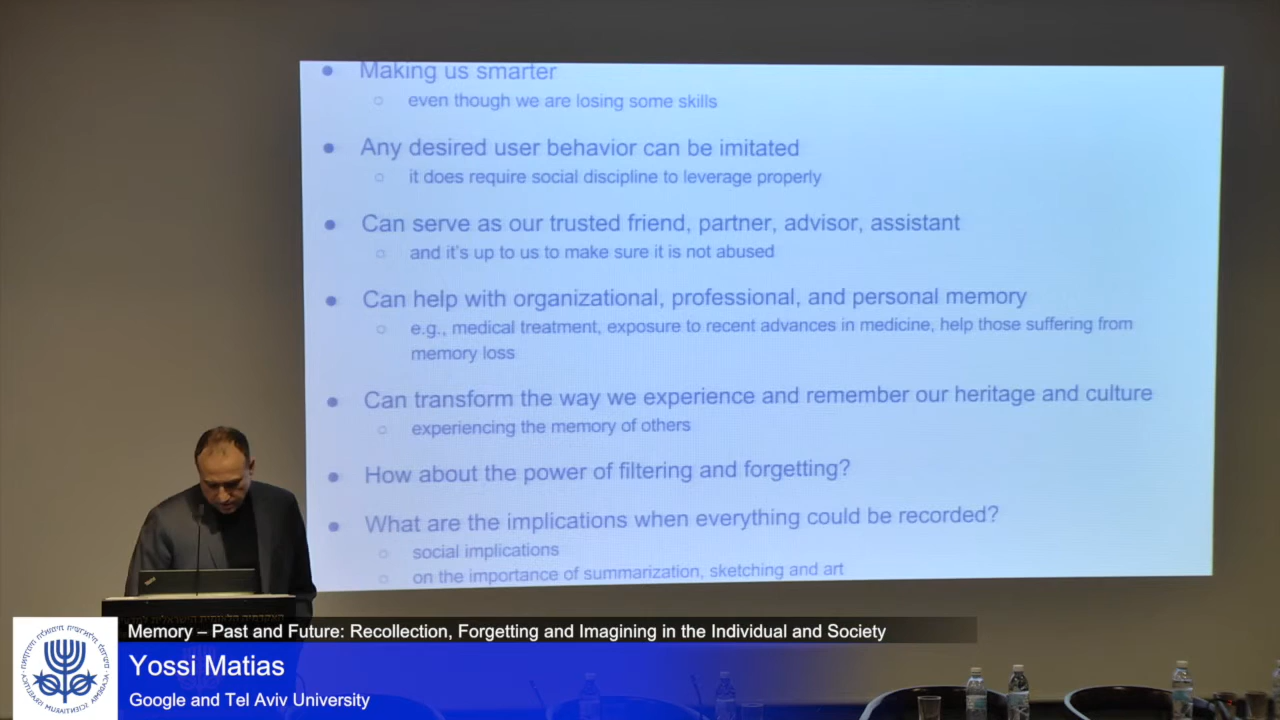 Making us smarter
even though we are losing some skills
Any desired user behavior can be imitated
it does require social discipline to leverage properly
Can serve as our trusted friend, partner, advisor, assistant
and it's up to us to make sure it is not abused
Can help with organizational, professional, and personal memory
e.g., medical treatment, exposure to recent advances in medicine, help those suffering from
memory loss
Can transform the way we experience and remember our heritage and culture
experiencing the memory of others
How about the power of filtering and forgetting?
What are the implications when everything could be recorded?
social implications
on the importance of summarization, sketching and art
האקדמיה הלאומית הישראלית למדעים
Memory – Past and Future: Recollection, Forgetting and Imagining in the Individual and Society
Yossi Matias
Google and Tel Aviv University